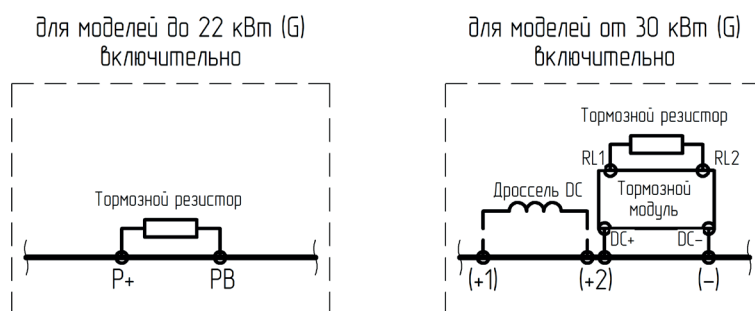 для моделей до 22 кВт (G)
включительно
Тормозной резистор
P+
PB
для моделей от 30 кВт (G)
включительно
Тормозной резистор
RL1
RL2
Дроссель DC
Тормозной
модуль
DC+
DC-
(+1)
(+2)
(-)